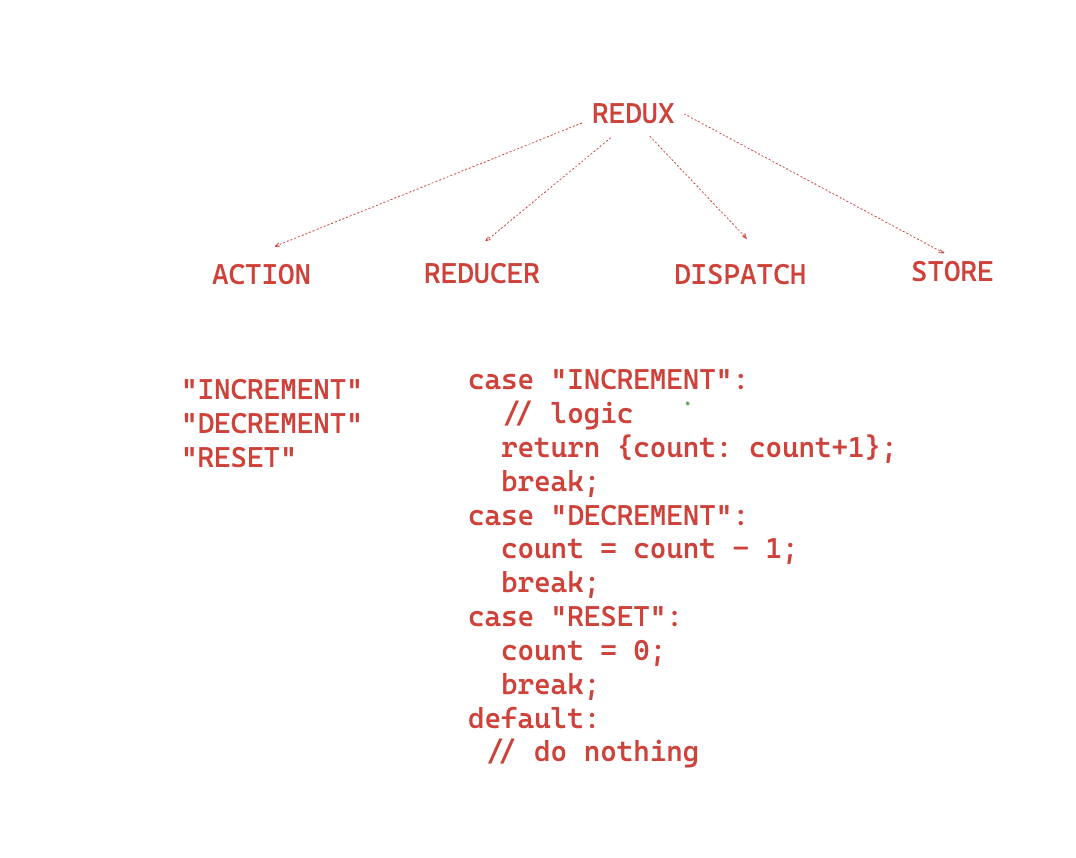 REDUX
ACTION
REDUCER
DISPATCH
STORE
"INCREMENT"
"DECREMENT"
"RESET"
case "INCREMENT":
  // logic
  return {count: count+1};
  break;
case "DECREMENT":
  count = count - 1;
  break;
case "RESET":
  count = 0;
  break;
default:
 // do nothing